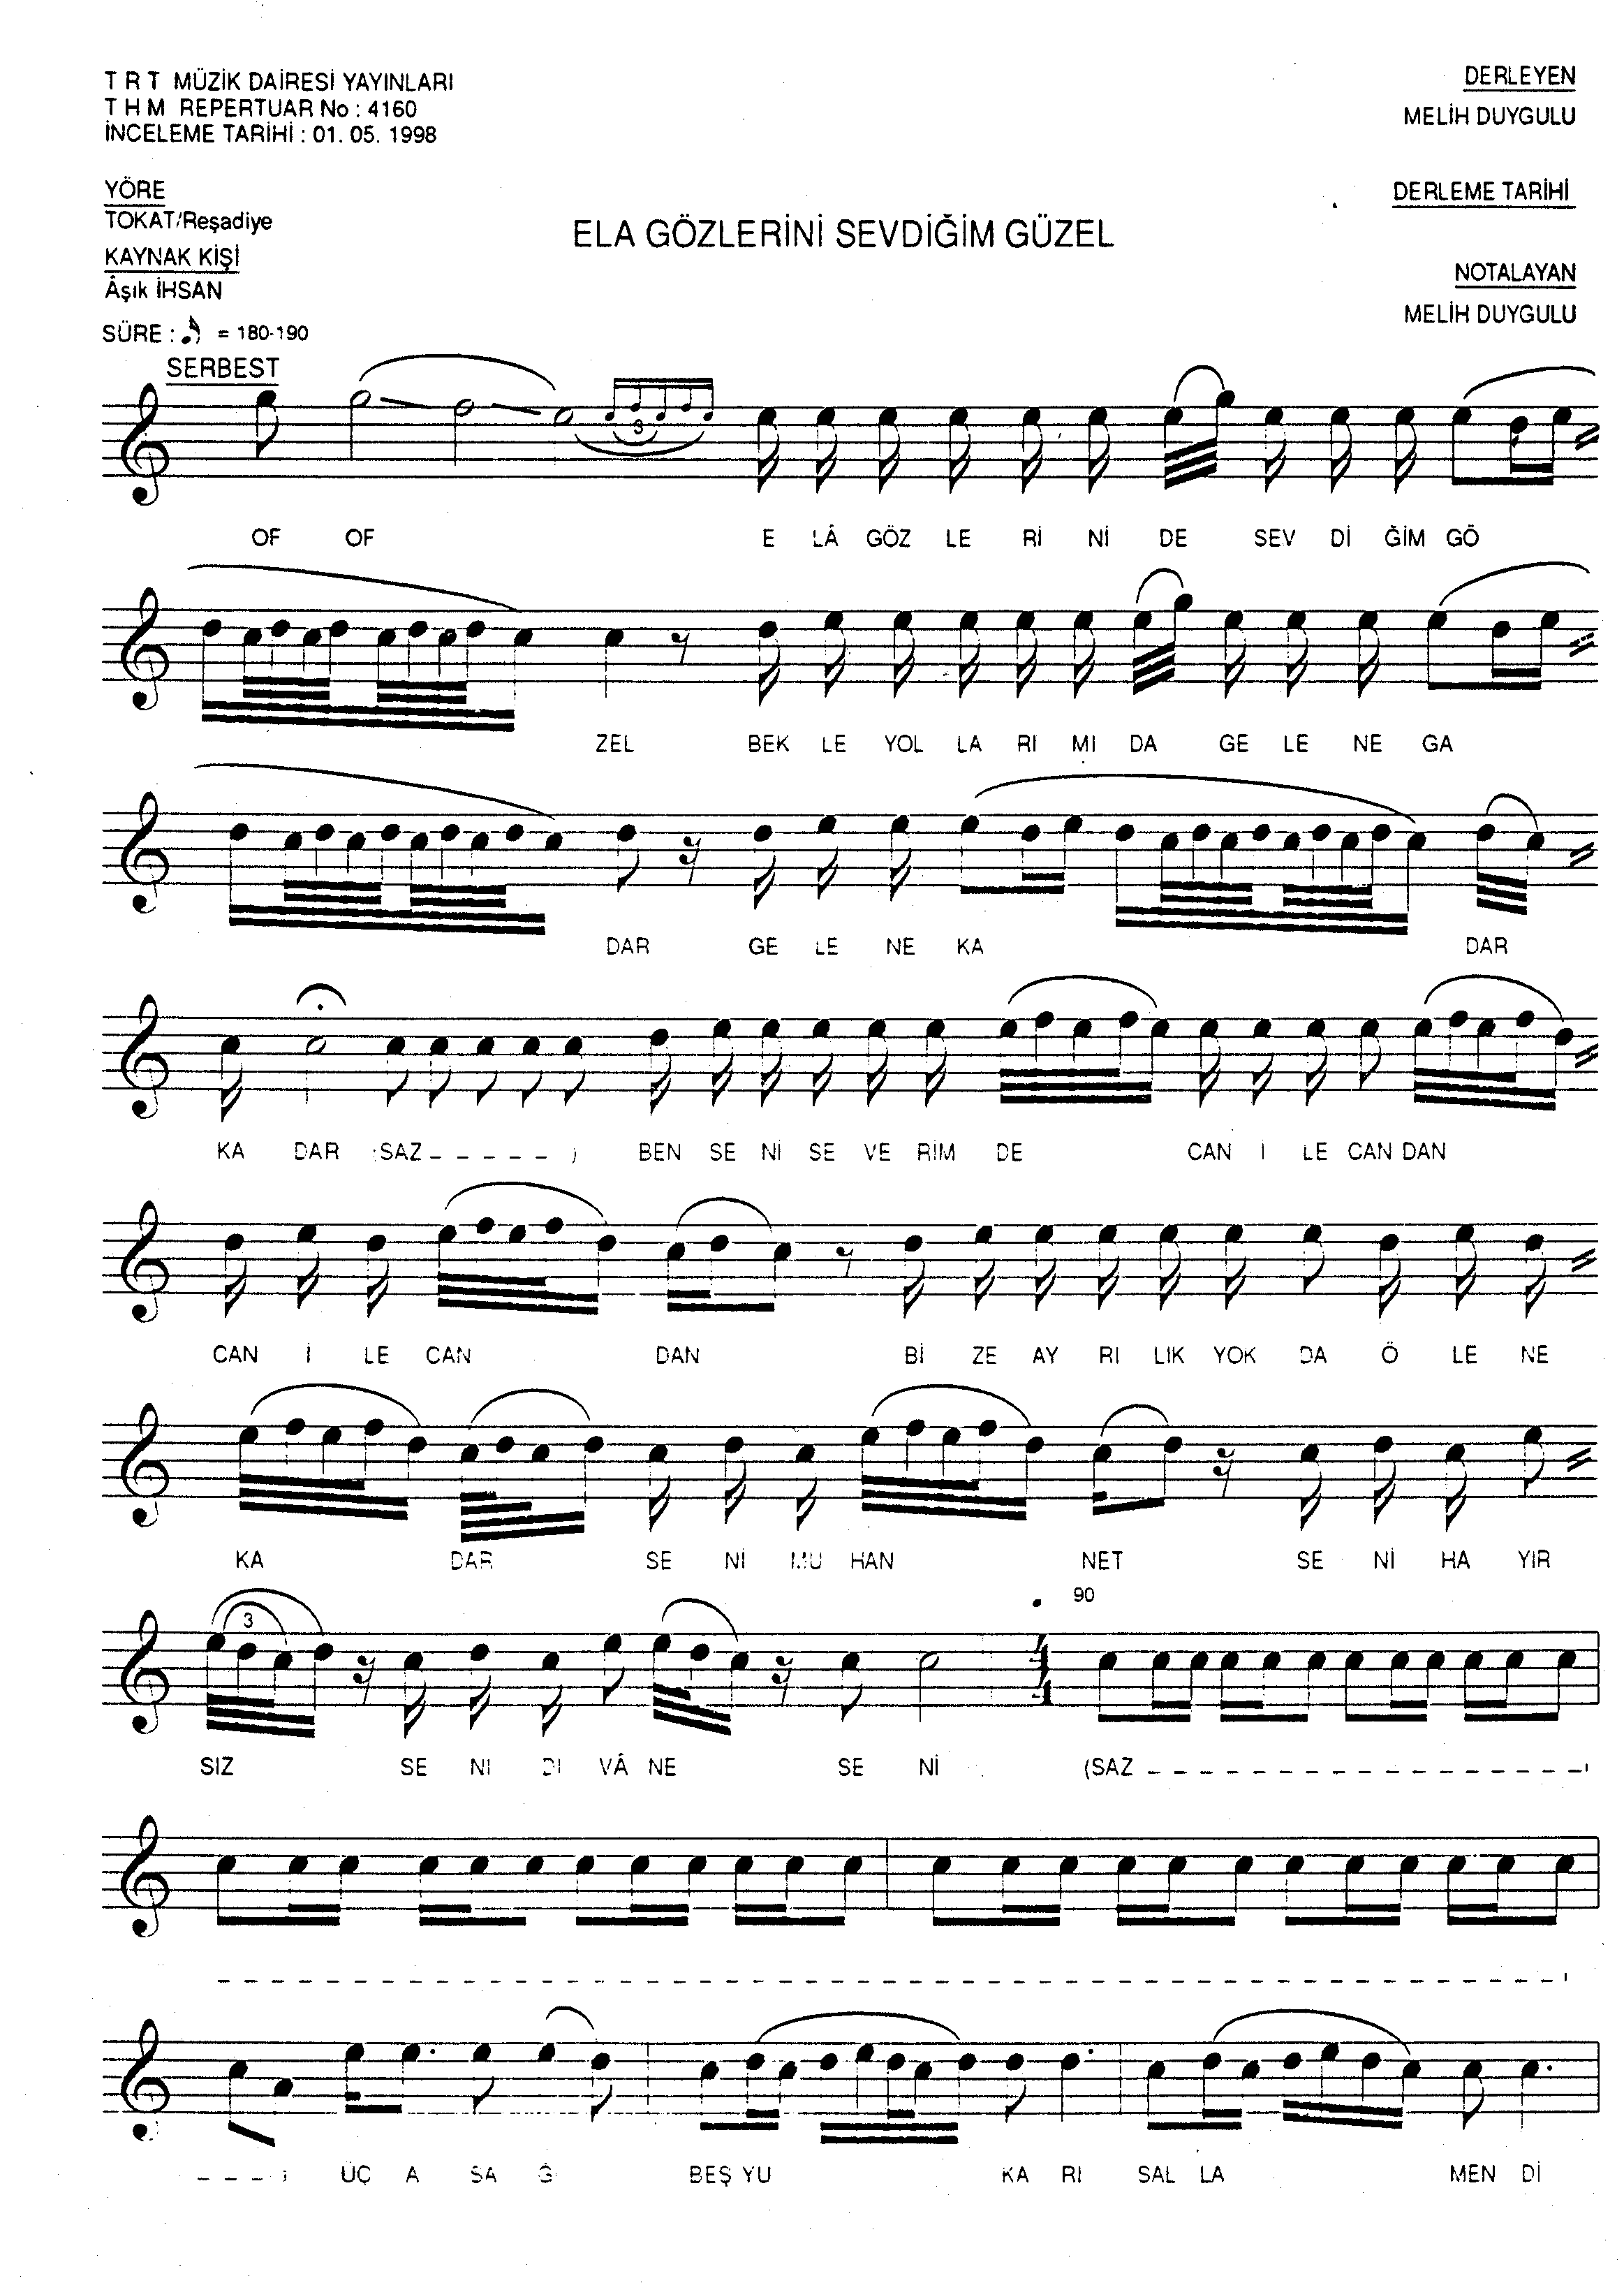 T R T MÜZİK DAİRESİ YAYINLARI
T H M REPERTUAR No : 4160
İNCELEME TARİHİ : 01. 05. 1998
DERLEYEN
MELİH DUYGULU
YÖRE
TOKAT/Reşadiye
KAYNAK KİŞİ
Âşık İHSAN
ELA GÖZLERİNİ SEVDİĞİM GÜZEL
DERLEME TARİHİ
NOTALAYAN
MELİH DUYGULU
SÜRE : = 180-190
SERBEST
3
OF OF E LÂ GÖZ LE Rİ Nİ DE SEV Dİ ĞİM GÖ
ZEL BEK LE YOL LA RI MI DA GE LE NE GA
DAR GE LE NE KA DAR
KA DAR (SAZ _ _ _ _ _ ) BEN SE Nİ SE VE RİM DE CAN İ LE CAN DAN
CAN İ LE CAN DAN Bİ ZE AY RI LIK YOK DA Ö LE NE
KA DAR SE Nİ MU HAN NET SE Nİ HA YIR
3
90
4/4
SIZ SE NI DI VÂ NE SE Nİ (SAZ _ _ _ _ _ _ _ _ _ _ _ _ _ _ _ _ _
_ _ _ _ _ _ _ _ _ _ _ _ _ _ _ _ _ _ _ _ _ _ _ _ _ _ _ _ _ _ _ _ _ _ _ _
_ _ _ ) ÜÇ A SA Ğ BEŞ YU KA RI SAL LA MEN Dİ